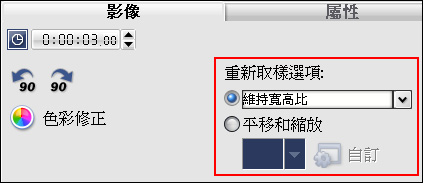 影像 屬性
0:00:03.00
90 90
色彩修正
重新取樣選項:
維持寬高比
平移和縮放
自訂